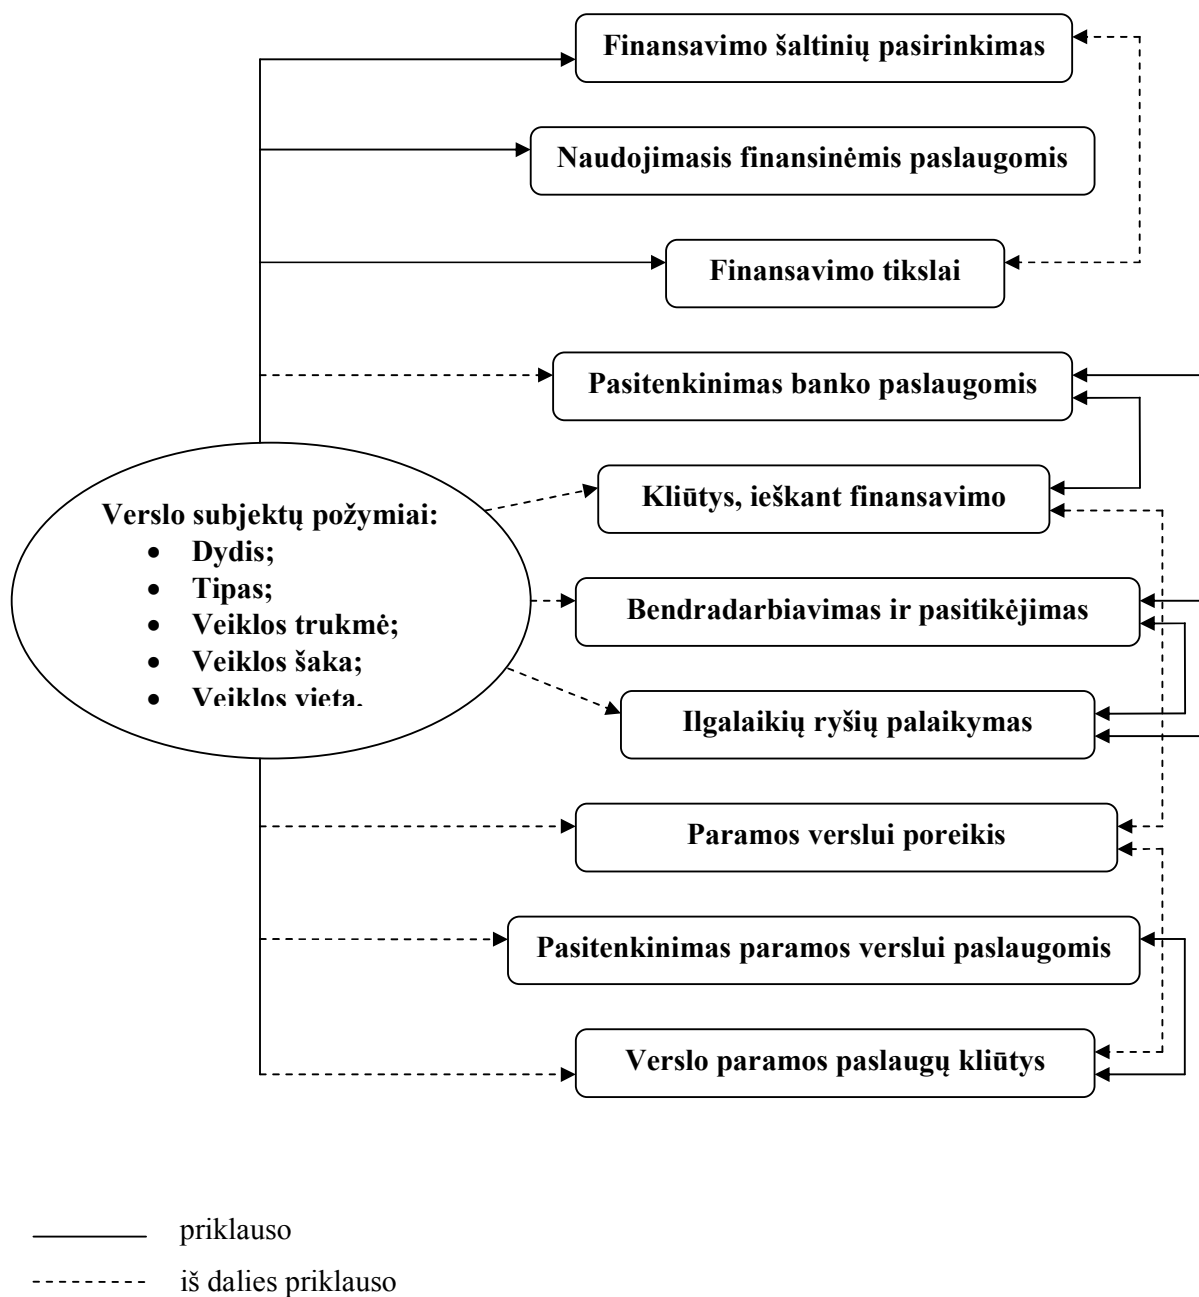 Finansavimo šaltinių pasirinkimas
Naudojimasis finansinėmis paslaugomis
Finansavimo tikslai
Pasitenkinimas banko paslaugomis
Kliūtys, ieškant finansavimo
Verslo subjektų požymiai:
• Dydis;
• Tipas;
• Veiklos trukmė;
• Veiklos šaka;
• Veiklos vieta.
Bendradarbiavimas ir pasitikėjimas
Ilgalaikių ryšių palaikymas
Paramos verslui poreikis
Pasitenkinimas paramos verslui paslaugomis
Verslo paramos paslaugų kliūtys
priklauso
iš dalies priklauso